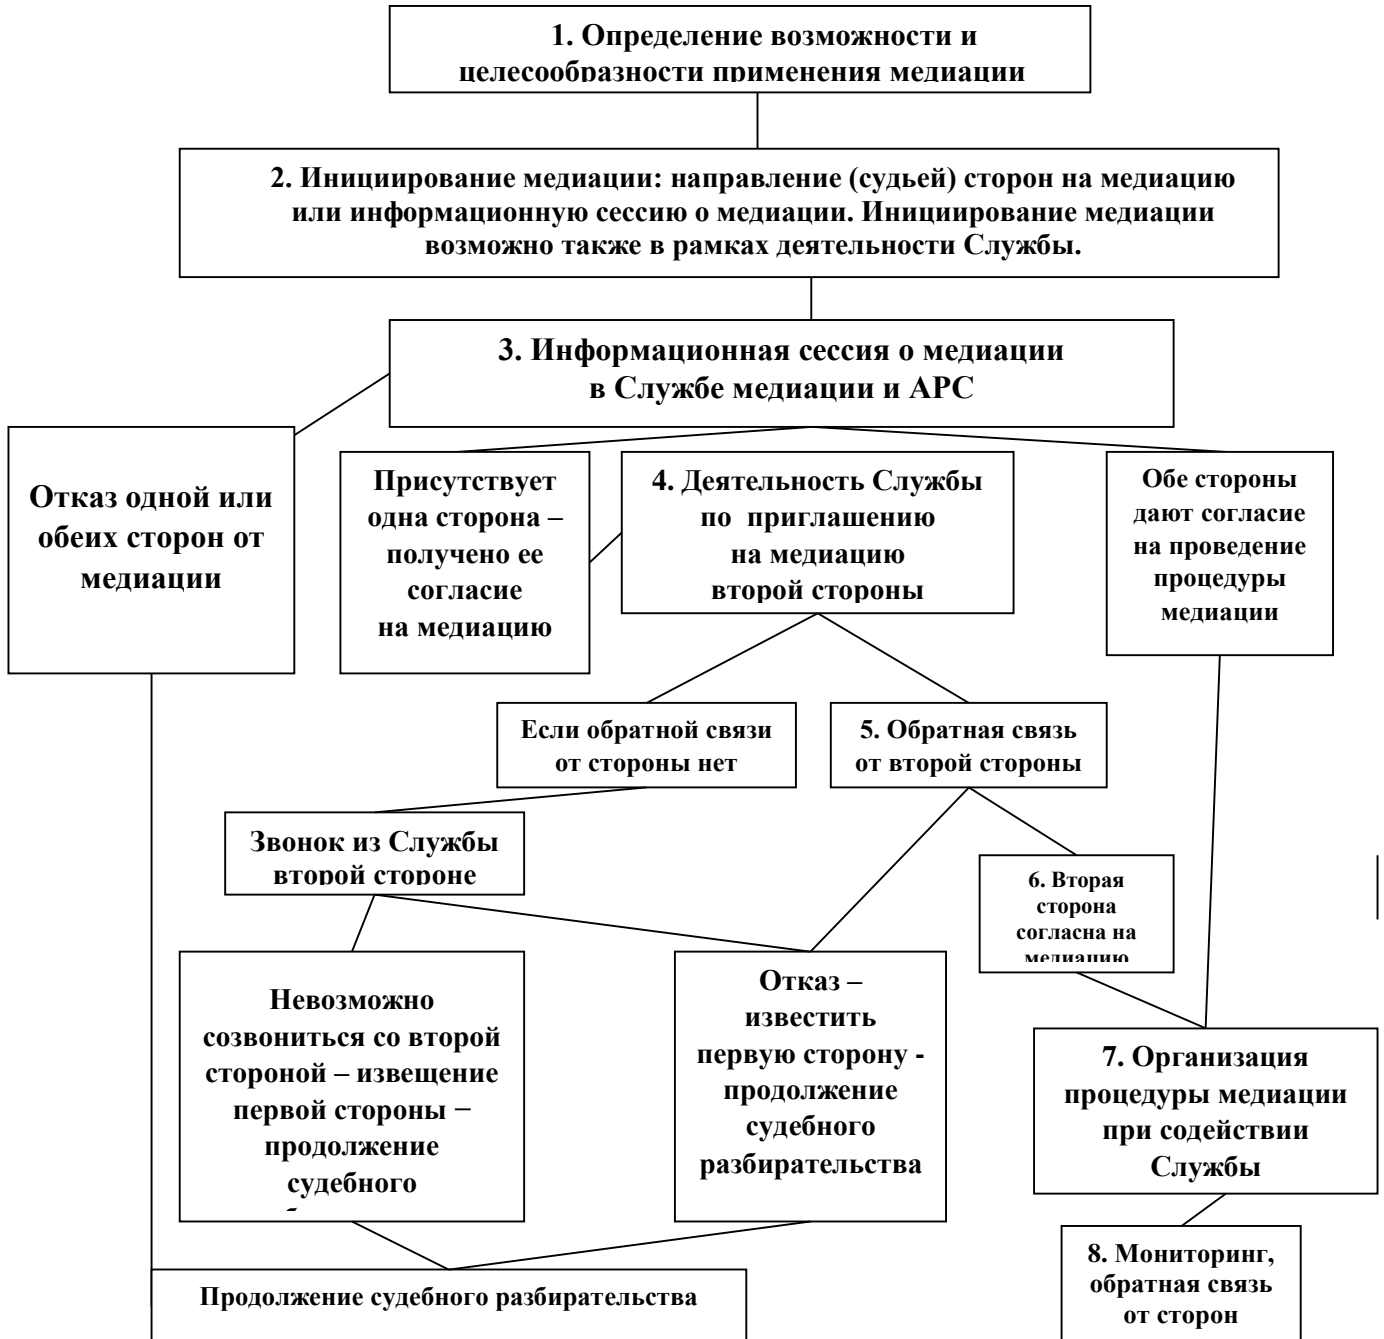 1. Определение возможности и
целесообразности применения медиации
2. Инициирование медиации: направление (судьей) сторон на медиацию
или информационную сессию о медиации. Инициирование медиации
возможно также в рамках деятельности Службы.
3. Информационная сессия о медиации
в Службе медиации и АРС
Отказ одной или
обеих сторон от
медиации
Присутствует
одна сторона –
получено ее
согласие
на медиацию
4. Деятельность Службы
по приглашению
на медиацию
второй стороны
Обе стороны
дают согласие
на проведение
процедуры
медиации
Если обратной связи
от стороны нет
5. Обратная связь
от второй стороны
Звонок из Службы
второй стороне
6. Вторая
сторона
согласна на
медиацию
Невозможно
созвониться со второй
стороной – извещение
первой стороны –
продолжение
судебного
Отказ –
известить
первую сторону -
продолжение
судебного
разбирательства
7. Организация
процедуры медиации
при содействии
Службы
8. Мониторинг,
обратная связь
от сторон
Продолжение судебного разбирательства